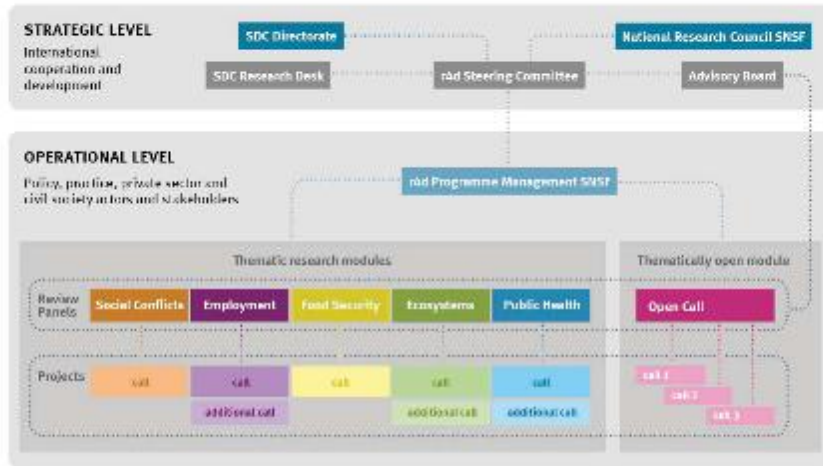 STRATEGIC LEVEL
International
cooperation and
development
SDC Directorate
National Research Council SNSF
SDC Research Desk
r4d Steering Committee
Advisory Board
OPERATIONAL LEVEL
Policy, practice, private sector and
civil society actors and stakeholders
r4d Programme Management SNSF
Thematic research modules
Thematically open module
Review
Panels
Social Conflicts
Employment
Food Security
Ecosystems
Public Health
Open Call
Projects
call
call
call
call
call
additional call
additional call
additional call
call 1
call 2
call 3